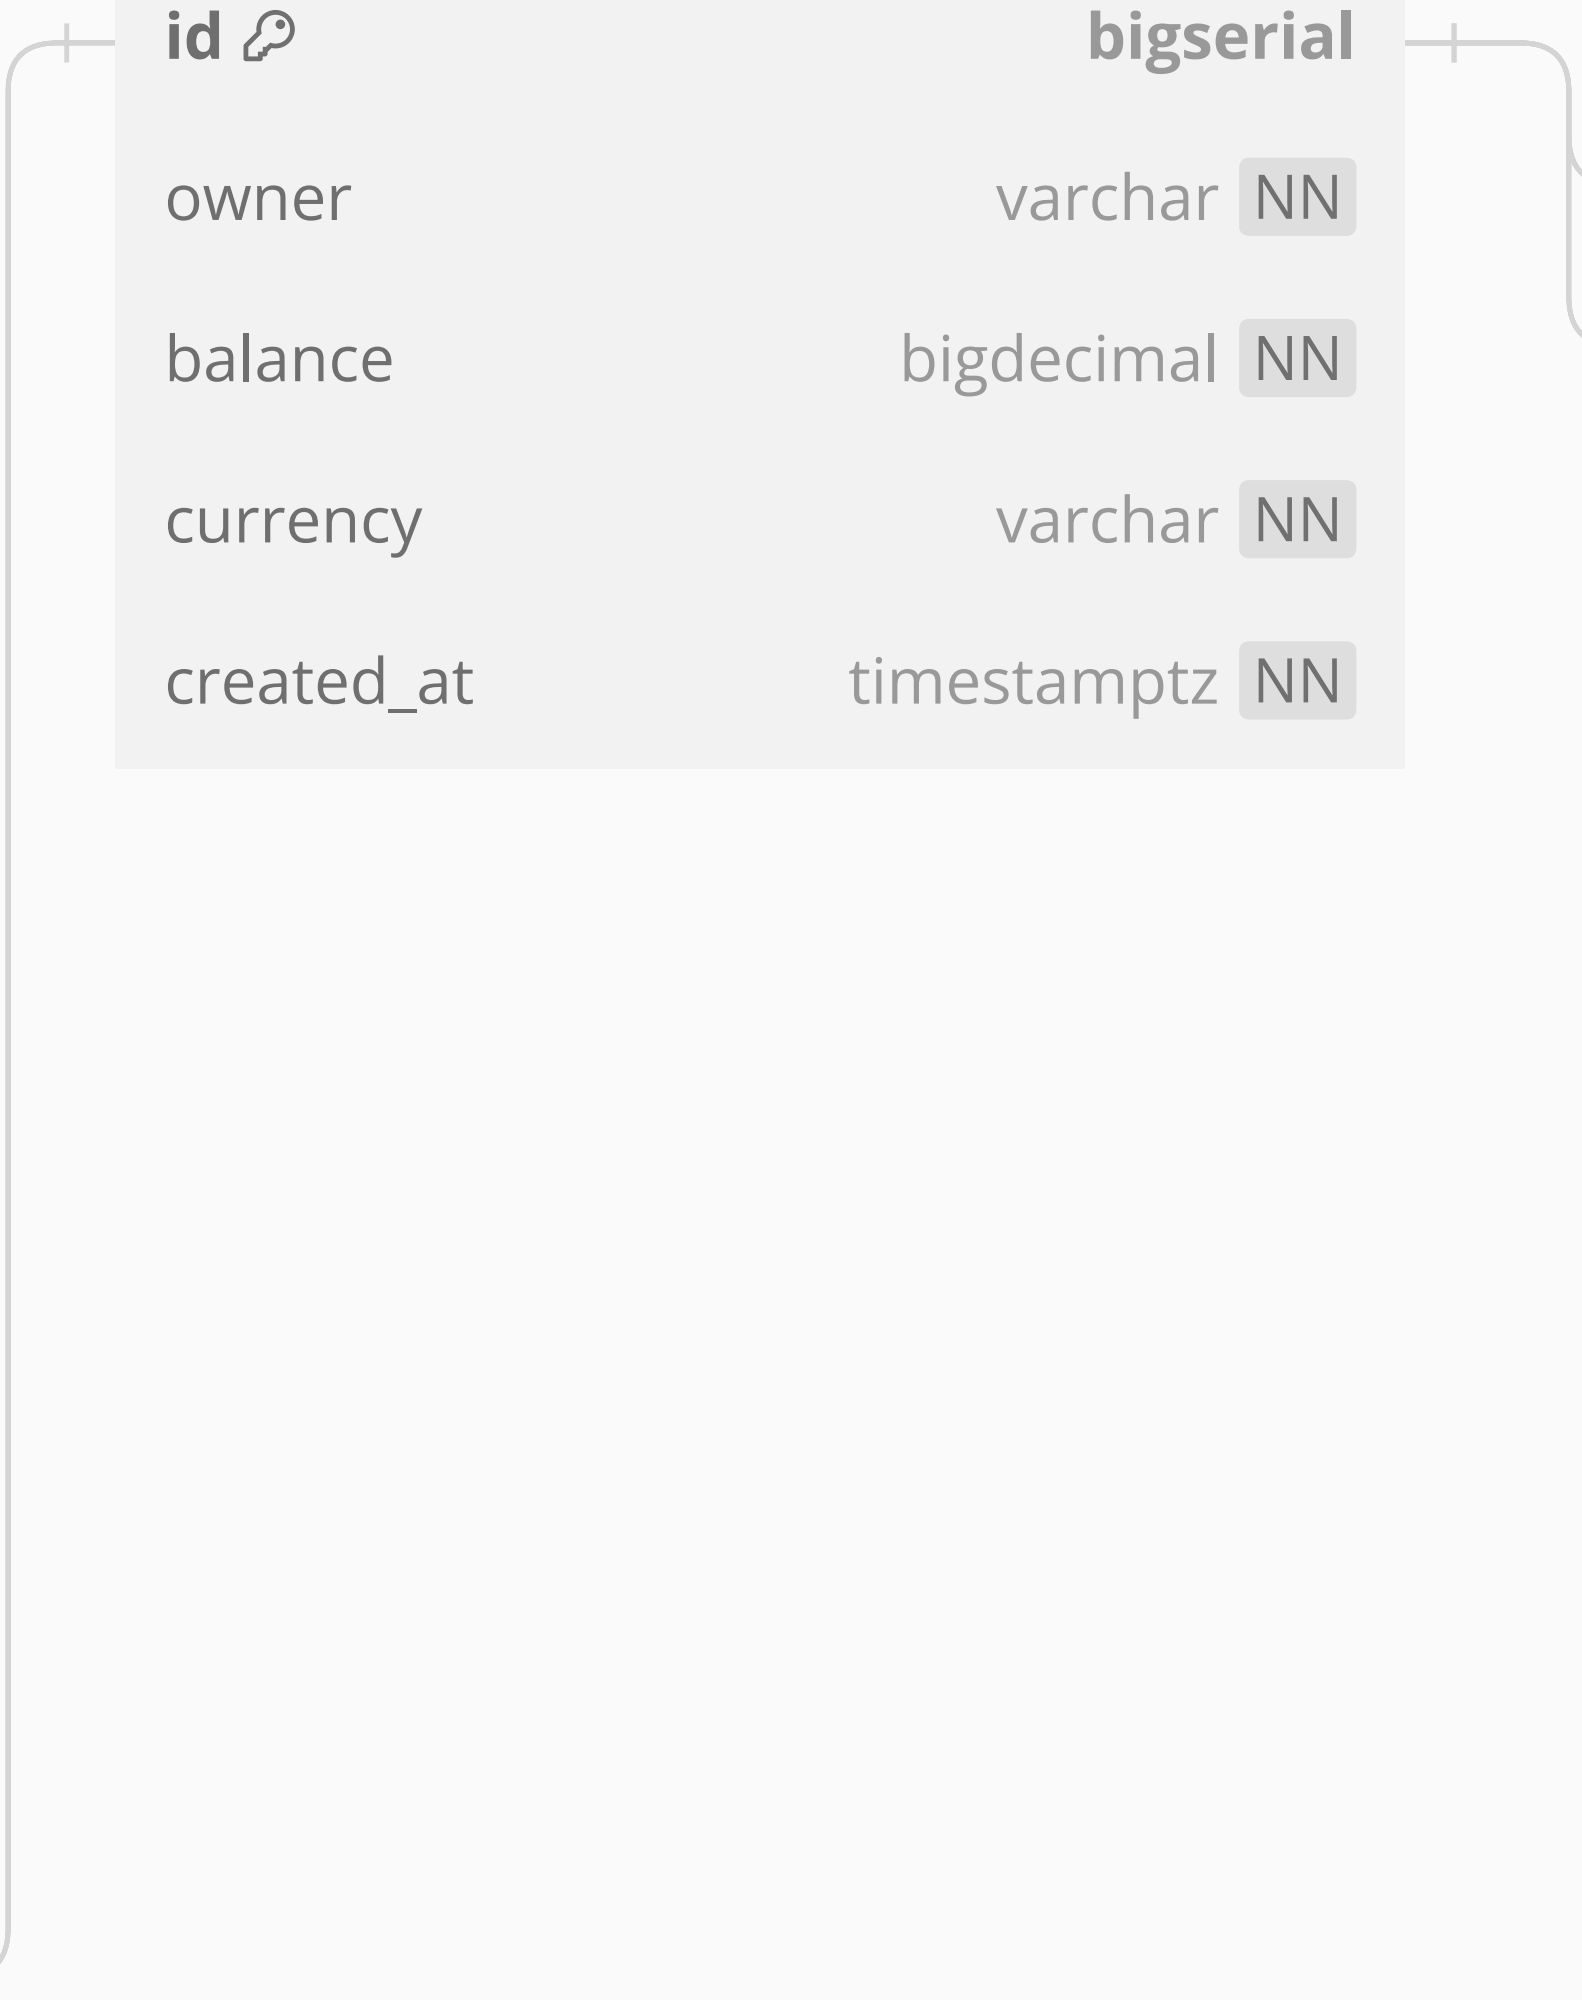 id bigserial
owner varchar NN
balance bigdecimal NN
currency varchar NN
created_at timestamptz NN